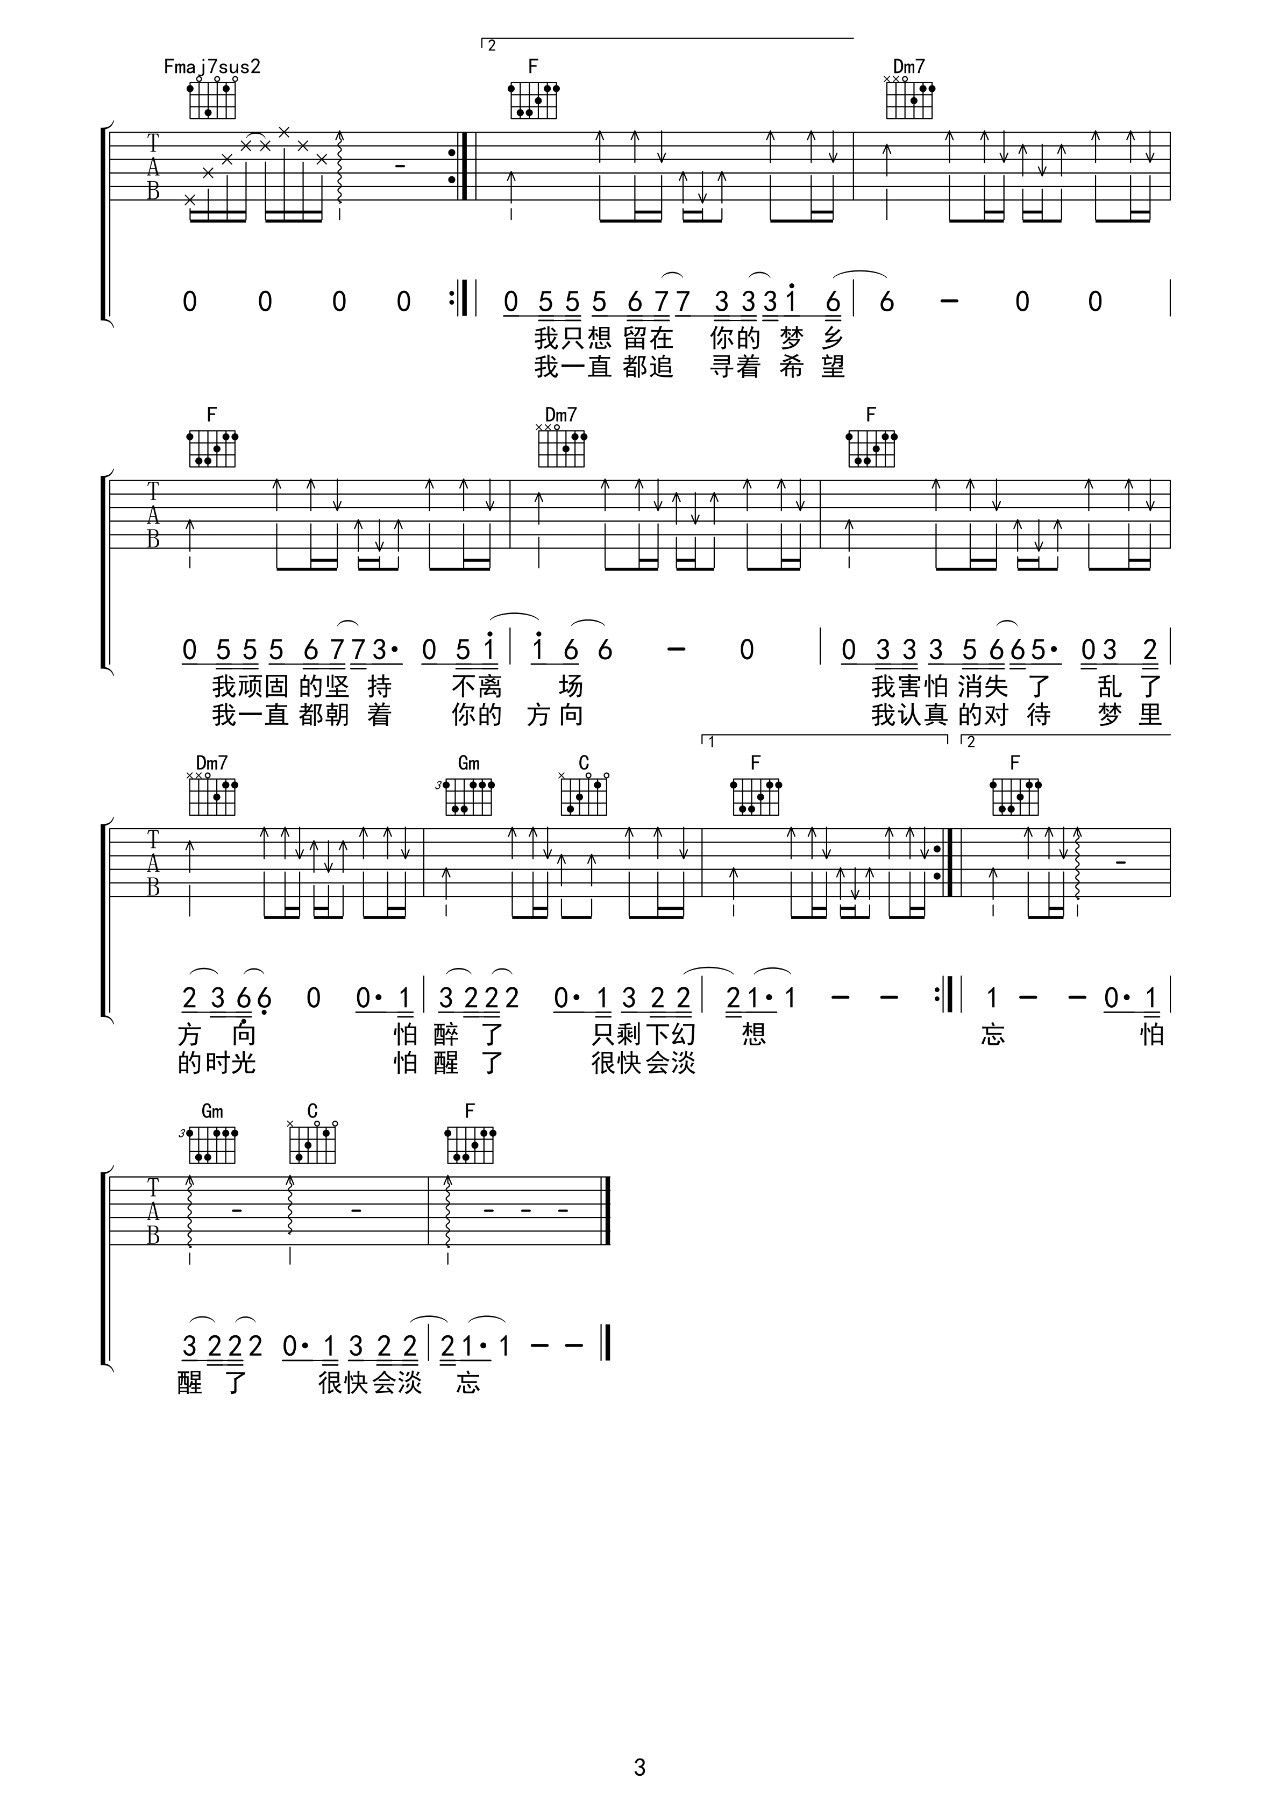 2
Fmaj7sus2 F Dm7
T
A
B
0 0 0 0 0 5 5 5 6 7 7 3 3 3 1 6 6 - 0 0
我只想留在 你的梦乡
我一直都追 寻着希望
F Dm7 F
T
A
B
0 5 5 5 6 7 7 3· 0 5 1 1 6 6 - 0 0 3 3 3 5 6 6 5· 0 3 2
我顽固的坚持 不离 场 我害怕消失了 乱了
我一直都朝着 你的方向 我认真的对待 梦里
1 2
Dm7 Gm C F F
3
T
A
B
2 3 6 6 0 0· 1 3 2 2 2 0· 1 3 2 2 2 1· 1 - - 1 - - 0· 1
方向 怕醉了 只剩下幻想 忘 怕
的时光 怕醒了 很快会淡
Gm C F
3
T
A
B
3 2 2 2 0· 1 3 2 2 2 1· 1 - -
醒了 很快会淡忘
3